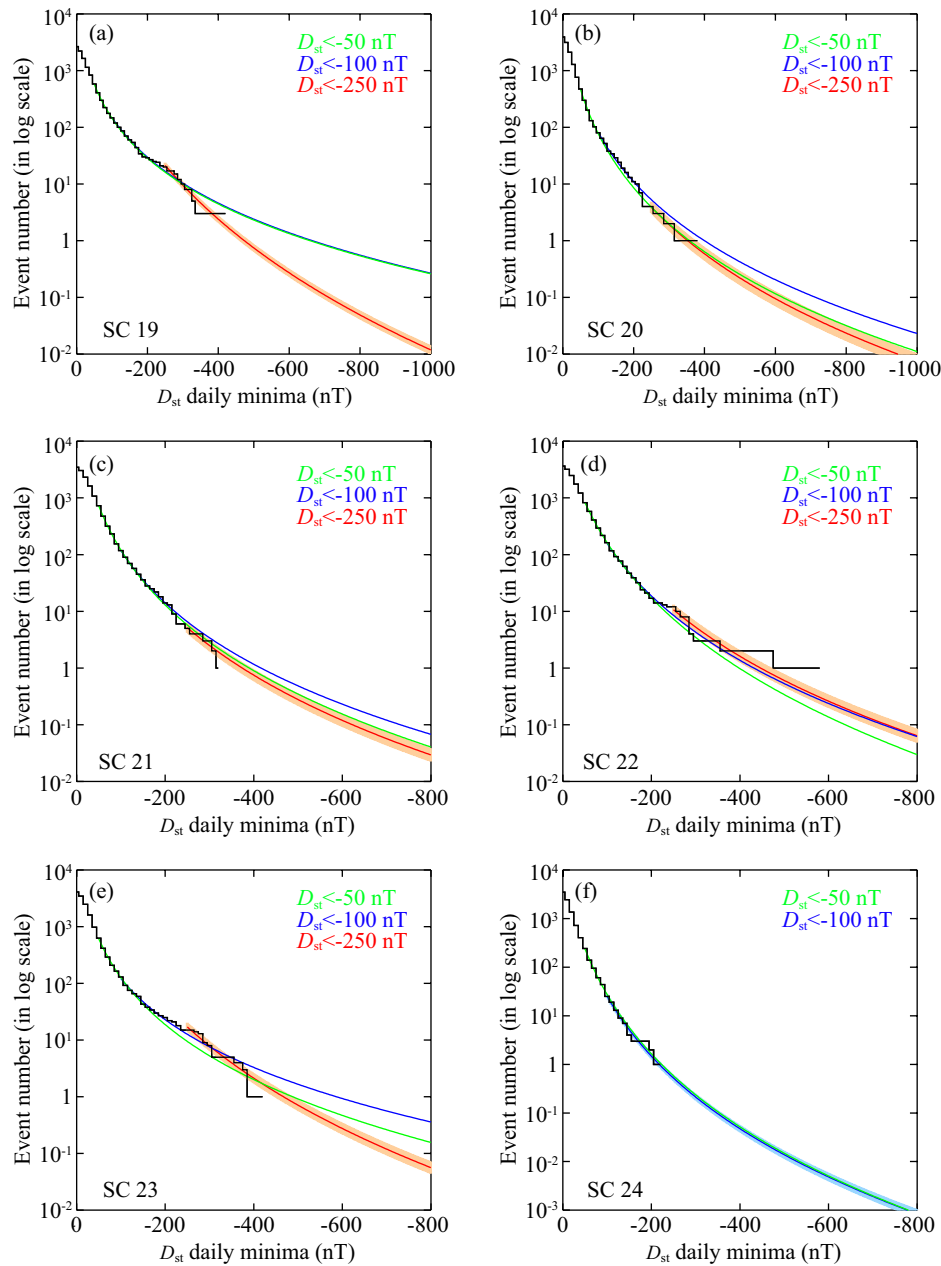 (a)
D_st<-50 nT
D_st<-100 nT
D_st<-250 nT
Event number (in log scale)
10^4
10^3
10^2
10^1
1
10^-1
10^-2
SC 19
0 -200 -400 -600 -800 -1000
D_st daily minima (nT)
(b)
D_st<-50 nT
D_st<-100 nT
D_st<-250 nT
Event number (in log scale)
10^4
10^3
10^2
10^1
1
10^-1
10^-2
SC 20
0 -200 -400 -600 -800 -1000
D_st daily minima (nT)
(c)
D_st<-50 nT
D_st<-100 nT
D_st<-250 nT
Event number (in log scale)
10^4
10^3
10^2
10^1
1
10^-1
10^-2
SC 21
0 -200 -400 -600 -800
D_st daily minima (nT)
(d)
D_st<-50 nT
D_st<-100 nT
D_st<-250 nT
Event number (in log scale)
10^4
10^3
10^2
10^1
1
10^-1
10^-2
SC 22
0 -200 -400 -600 -800
D_st daily minima (nT)
(e)
D_st<-50 nT
D_st<-100 nT
D_st<-250 nT
Event number (in log scale)
10^4
10^3
10^2
10^1
1
10^-1
10^-2
SC 23
0 -200 -400 -600 -800
D_st daily minima (nT)
(f)
D_st<-50 nT
D_st<-100 nT
Event number (in log scale)
10^4
10^3
10^2
10^1
1
10^-1
10^-2
10^-3
SC 24
0 -200 -400 -600 -800
D_st daily minima (nT)